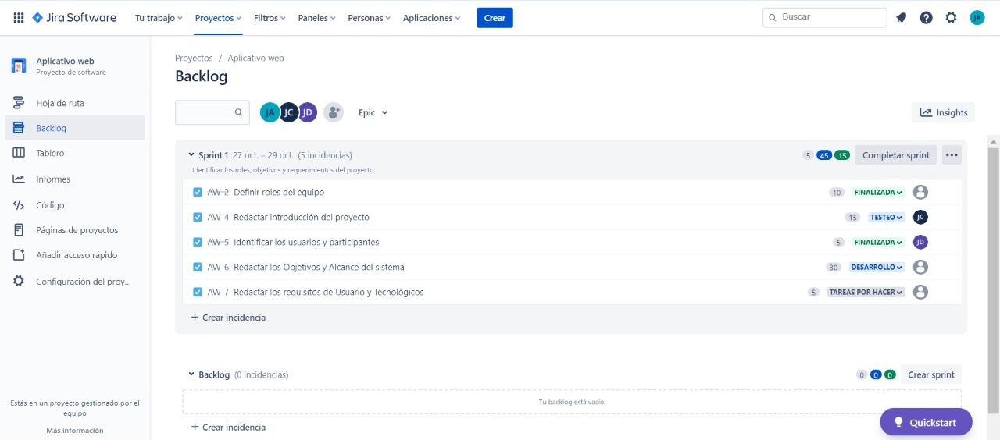 Jira Software Tu trabajo Proyectos Filtros Paneles Personas Aplicaciones Crear Buscar JA
Aplicativo web
Proyecto de software
Hoja de ruta
Backlog
Tablero
Informes
Código
Páginas de proyectos
Añadir acceso rápido
Configuración del proy...
Estás en un proyecto gestionado por el
equipo
Más información
Proyectos / Aplicativo web
Backlog
JA JC JD Epic Insights
Sprint 1 27 oct. – 29 oct. (5 incidencias) 5 45 15 Completar sprint
Identificar los roles, objetivos y requerimientos del proyecto.
AW-2 Definir roles del equipo 10 FINALIZADA
AW-4 Redactar introducción del proyecto 15 TESTEO JC
AW-5 Identificar los usuarios y participantes 5 FINALIZADA JD
AW-6 Redactar los Objetivos y Alcance del sistema 30 DESARROLLO
AW-7 Redactar los requisitos de Usuario y Tecnológicos 5 TAREAS POR HACER
+ Crear incidencia
Backlog (0 incidencias) 0 0 0 Crear sprint
Tu backlog está vacío.
+ Crear incidencia
Quickstart